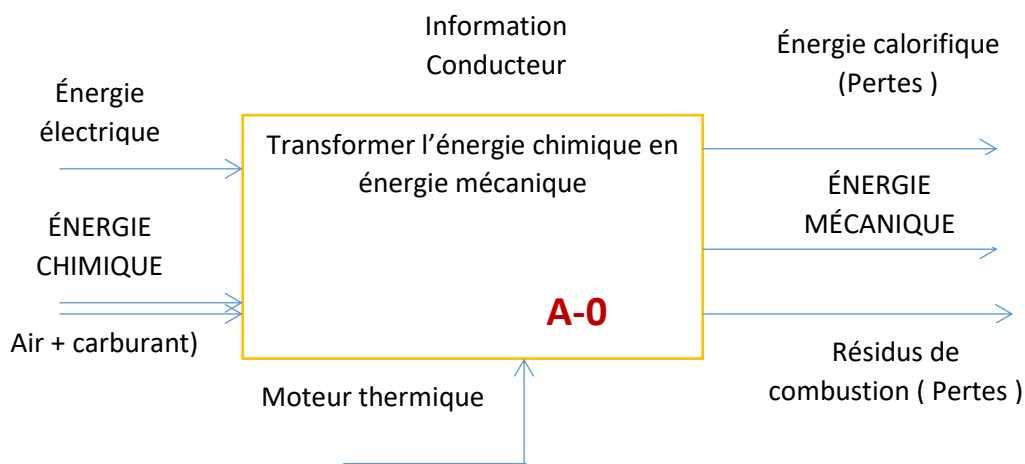 Information
Conducteur
Énergie calorifique
(Pertes )
Énergie
électrique
Transformer l’énergie chimique en
énergie mécanique
ÉNERGIE
MÉCANIQUE
ÉNERGIE
CHIMIQUE
A-0
Air + carburant)
Résidus de
combustion ( Pertes )
Moteur thermique